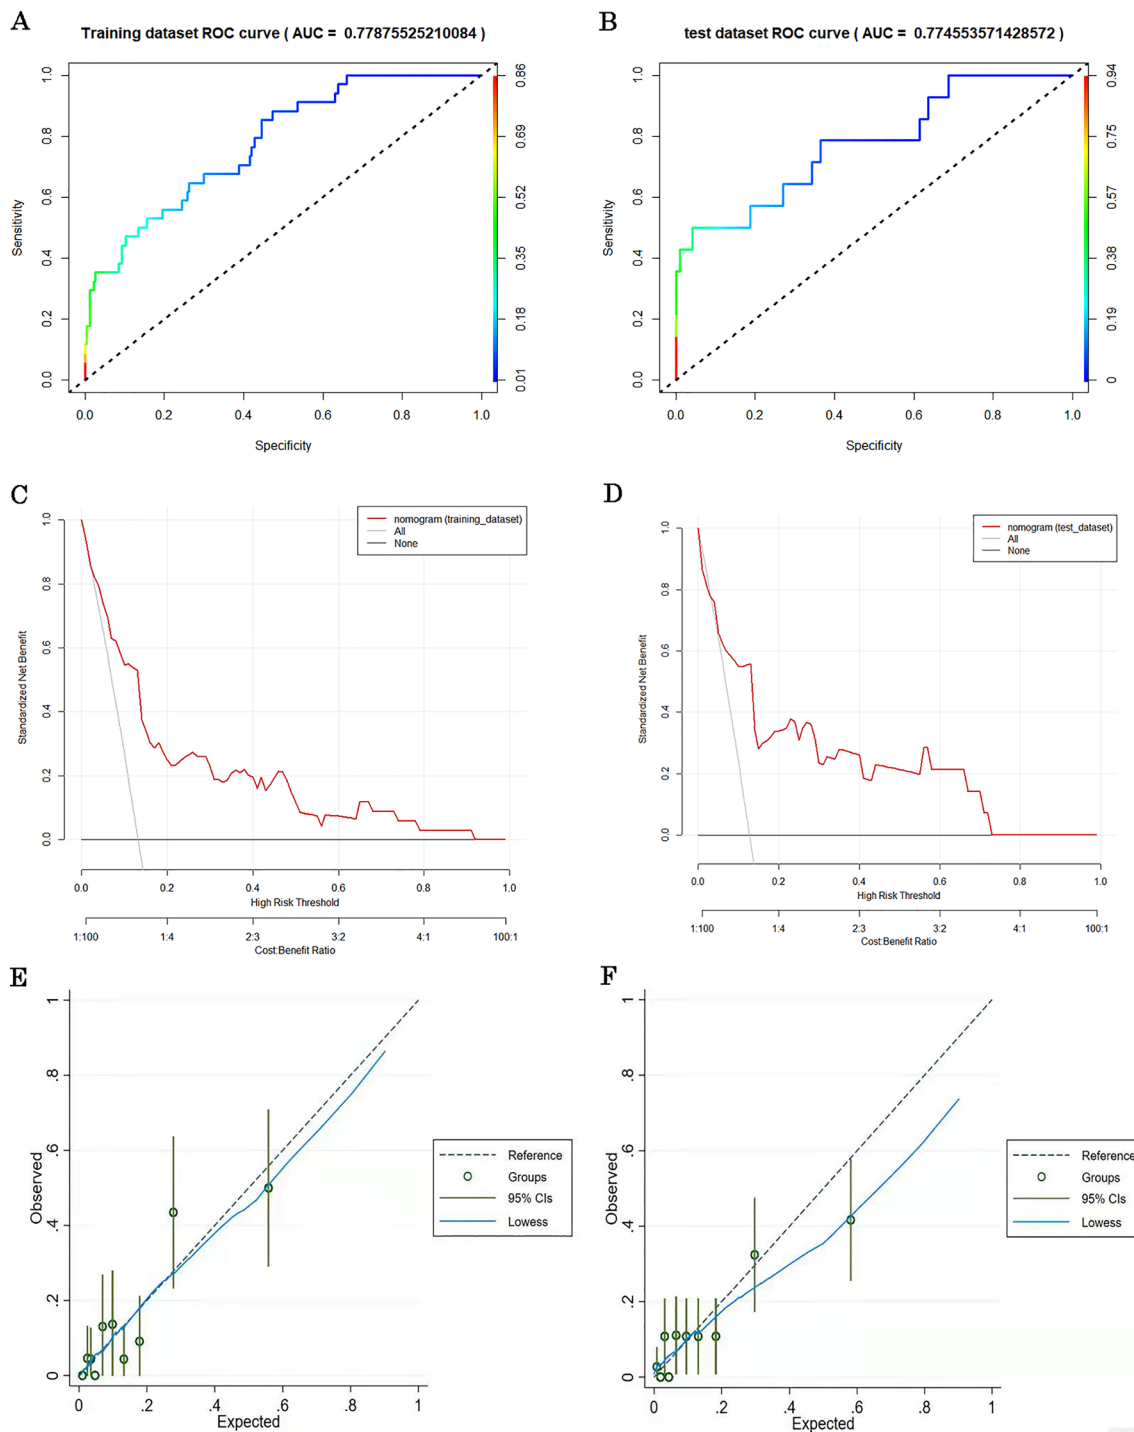 A
Training dataset ROC curve ( AUC = 0.77875525210084 )
Sensitivity
0.0
0.2
0.4
0.6
0.8
1.0
0.0
0.2
0.4
0.6
0.8
1.0
Specificity
0.01
0.18
0.35
0.52
0.69
0.86
B
test dataset ROC curve ( AUC = 0.774553571428572 )
Sensitivity
0.0
0.2
0.4
0.6
0.8
1.0
0.0
0.2
0.4
0.6
0.8
1.0
Specificity
0
0.19
0.38
0.57
0.75
0.94
C
nomogram (training_dataset)
All
None
Standardized Net Benefit
0.0
0.2
0.4
0.6
0.8
1.0
0.0
0.2
0.4
0.6
0.8
1.0
High Risk Threshold
1:100
1:4
2:3
3:2
4:1
100:1
Cost:Benefit Ratio
D
nomogram (test_dataset)
All
None
Standardized Net Benefit
0.0
0.2
0.4
0.6
0.8
1.0
0.0
0.2
0.4
0.6
0.8
1.0
High Risk Threshold
1:100
1:4
2:3
3:2
4:1
100:1
Cost:Benefit Ratio
E
Observed
0
.2
.4
.6
.8
1
0
.2
.4
.6
.8
1
Expected
Reference
Groups
95% CIs
Lowess
F
Observed
0
.2
.4
.6
.8
1
0
.2
.4
.6
.8
1
Expected
Reference
Groups
95% CIs
Lowess